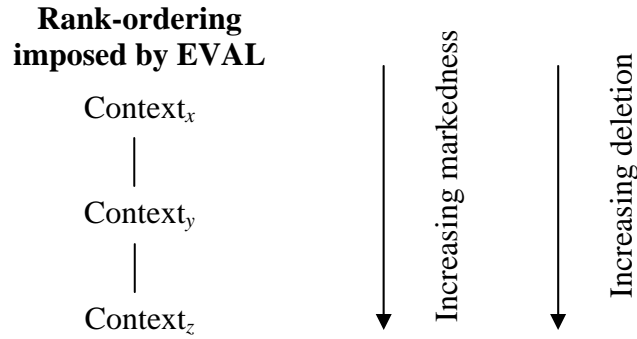 Rank-ordering
imposed by EVAL
Contextx
Contexty
Contextz
Increasing markedness
Increasing deletion